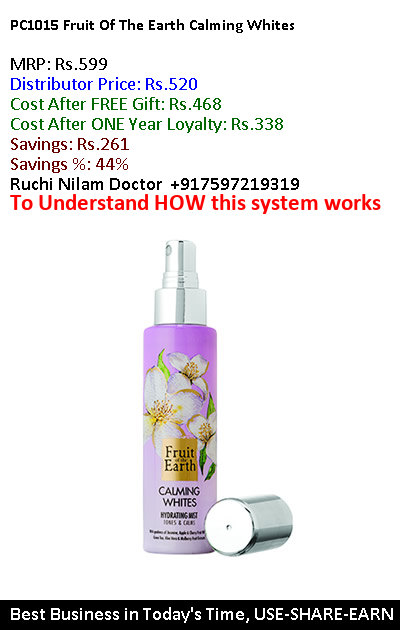 PC1015 Fruit Of The Earth Calming Whites
MRP: Rs.599
Distributor Price: Rs.520
Cost After FREE Gift: Rs.468
Cost After ONE Year Loyalty: Rs.338
Savings: Rs.261
Savings %: 44%
Ruchi Nilam Doctor +917597219319
To Understand HOW this system works
Fruit
of the
Earth
CALMING
WHITES
HYDRATING MIST
TONES & CALMS
Best Business in Today's Time, USE-SHARE-EARN